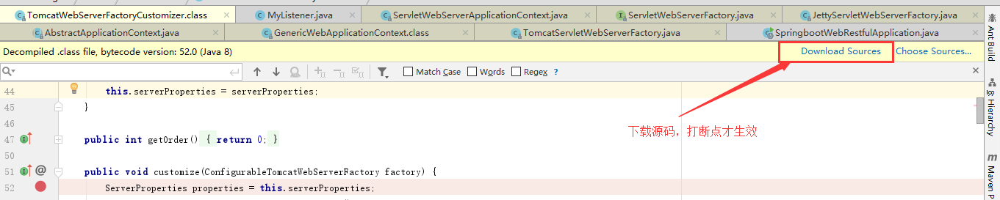 TomcatWebServerFactoryCustomizer.class MyListener.java ServletWebServerApplicationContext.java ServletWebServerFactory.java JettyServletWebServerFactory.java
AbstractApplicationContext.java GenericWebApplicationContext.class TomcatServletWebServerFactory.java SpringbootWebRestfulApplication.java
Decompiled .class file, bytecode version: 52.0 (Java 8) Download Sources Choose Sources...
Match Case Words Regex ?
44 this.serverProperties = serverProperties;
45 }
46
47 public int getOrder() { return 0; }
50
51 @ public void customize(ConfigurableTomcatWebServerFactory factory) {
52 ServerProperties properties = this.serverProperties;
下载源码，打断点才生效
Ant Build
8: Hierarchy
Maven P